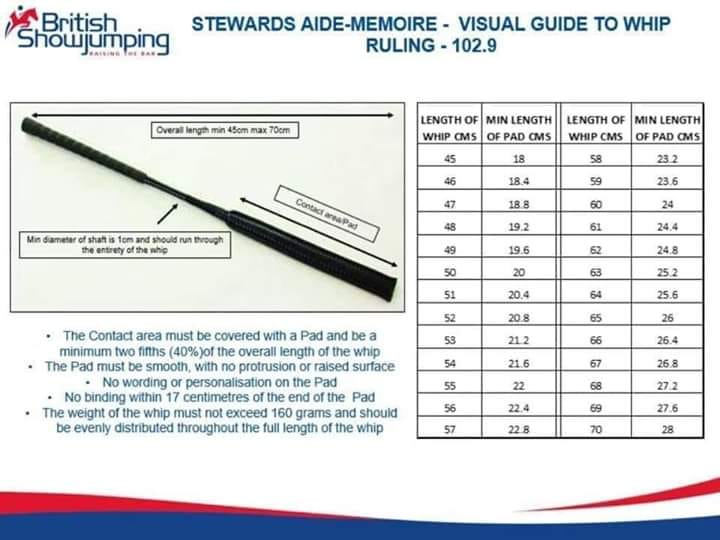 British
Showjumping
RAISING THE BAR
STEWARDS AIDE-MEMOIRE - VISUAL GUIDE TO WHIP
RULING - 102.9
Overall length min 45cm max 70cm
Contact area/Pad
Min diameter of shaft is 1cm and should run through
the entirety of the whip
• The Contact area must be covered with a Pad and be a
minimum two fifths (40%)of the overall length of the whip
• The Pad must be smooth, with no protrusion or raised surface
• No wording or personalisation on the Pad
• No binding within 17 centimetres of the end of the Pad
• The weight of the whip must not exceed 160 grams and should
be evenly distributed throughout the full length of the whip
LENGTH OF MIN LENGTH LENGTH OF MIN LENGTH
WHIP CMS OF PAD CMS WHIP CMS OF PAD CMS
45 18 58 23.2
46 18.4 59 23.6
47 18.8 60 24
48 19.2 61 24.4
49 19.6 62 24.8
50 20 63 25.2
51 20.4 64 25.6
52 20.8 65 26
53 21.2 66 26.4
54 21.6 67 26.8
55 22 68 27.2
56 22.4 69 27.6
57 22.8 70 28